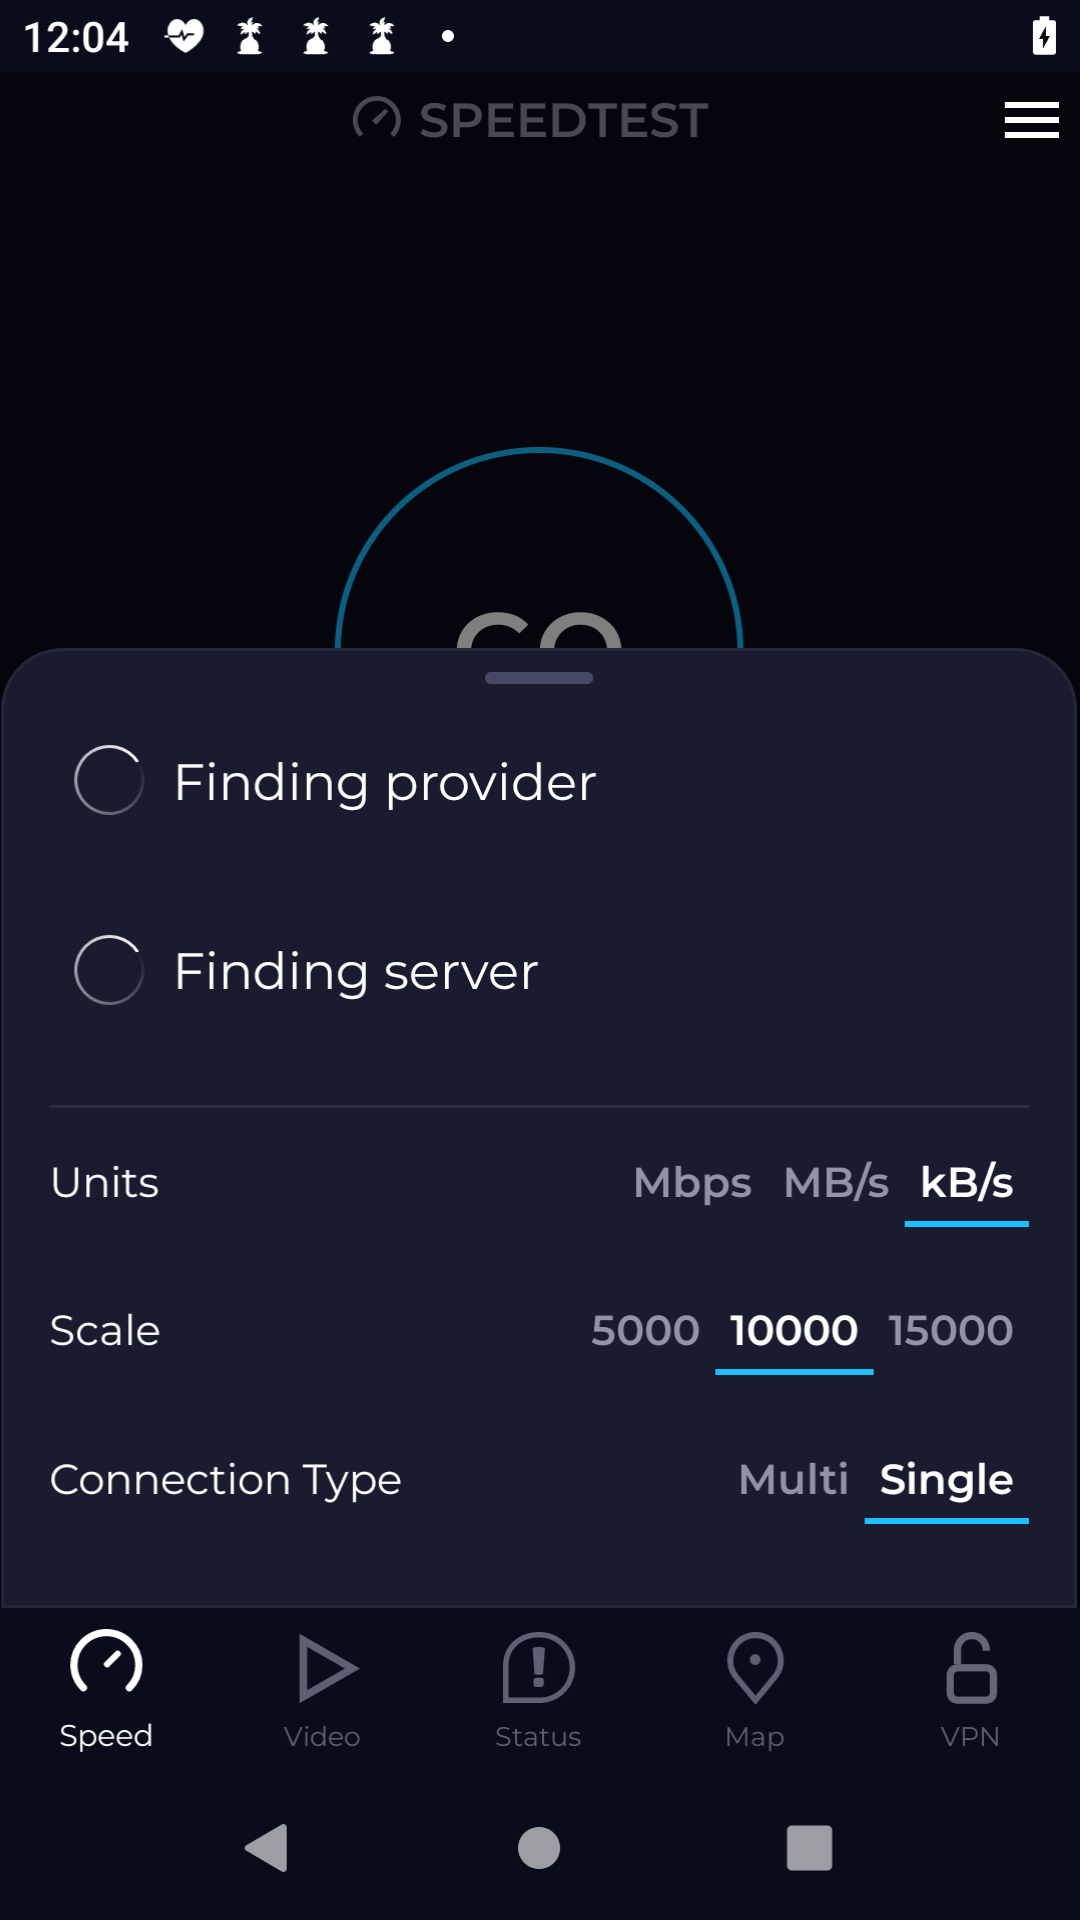 12:04
SPEEDTEST
GO
Finding provider
Finding server
Units Mbps MB/s kB/s
Scale 5000 10000 15000
Connection Type Multi Single
Speed Video Status Map VPN